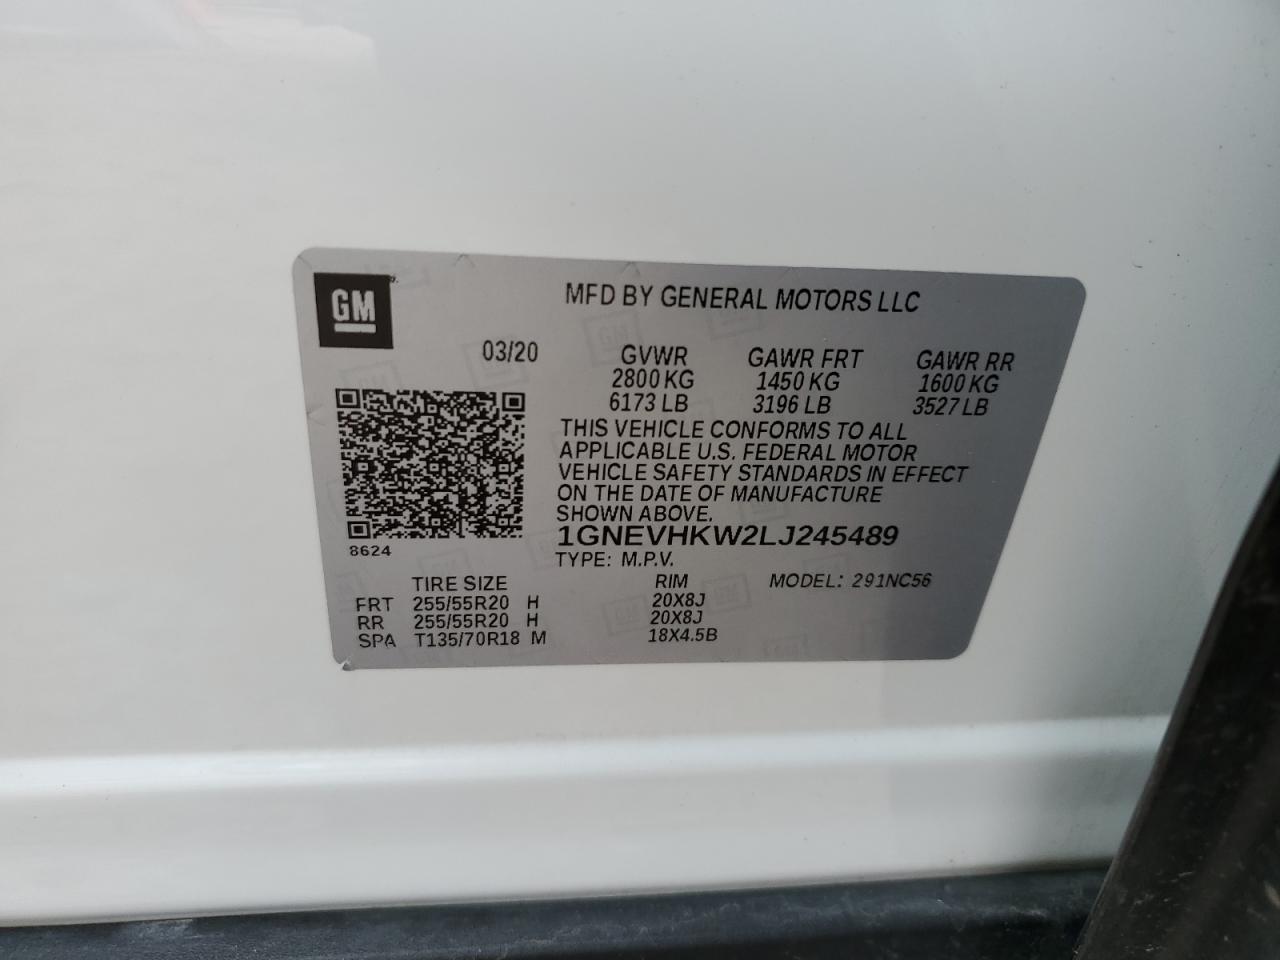 GM
MFD BY GENERAL MOTORS LLC
03/20 GVWR GAWR FRT GAWR RR
2800 KG 1450 KG 1600 KG
6173 LB 3196 LB 3527 LB
THIS VEHICLE CONFORMS TO ALL
APPLICABLE U.S. FEDERAL MOTOR
VEHICLE SAFETY STANDARDS IN EFFECT
ON THE DATE OF MANUFACTURE
SHOWN ABOVE.
1GNEVHKW2LJ245489
8624
TYPE: M.P.V.
TIRE SIZE RIM MODEL: 291NC56
FRT 255/55R20 H 20X8J
RR 255/55R20 H 20X8J
SPA T135/70R18 M 18X4.5B